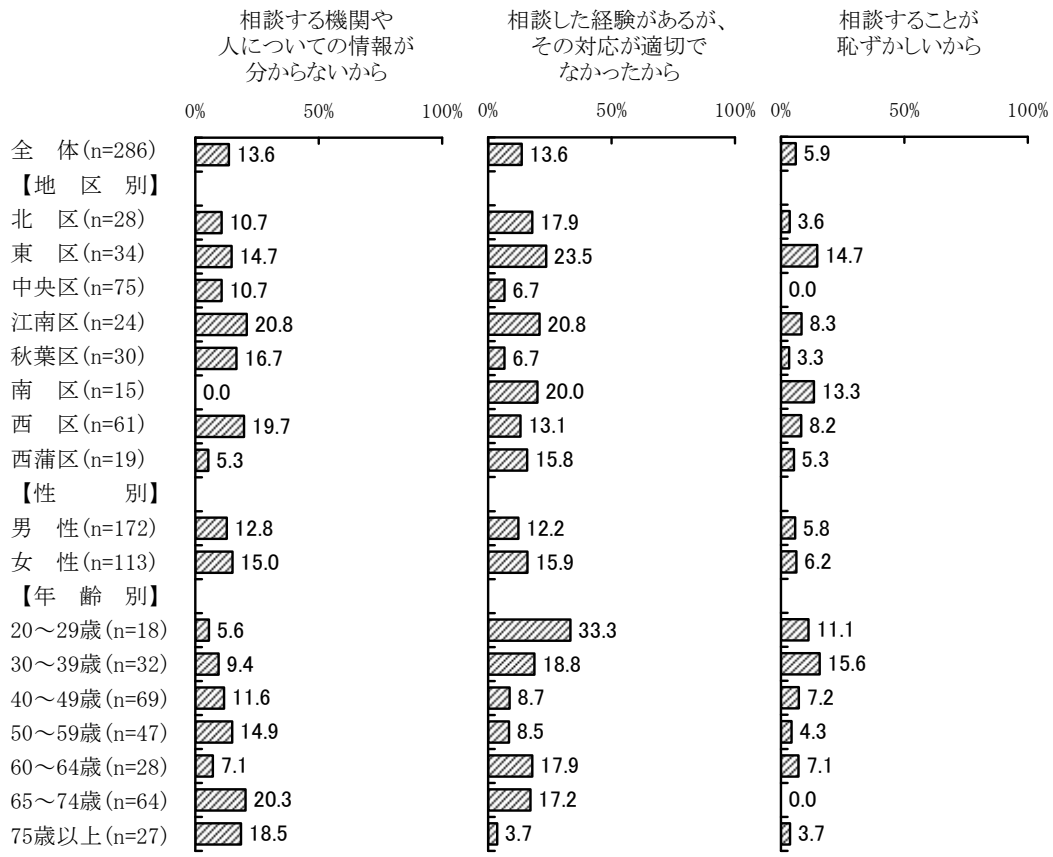 相談する機関や
人についての情報が
分からないから
相談した経験があるが、
その対応が適切で
なかったから
相談することが
恥ずかしいから
0% 50% 100% 0% 50% 100% 0% 50% 100%
全 体(n=286) 13.6 13.6 5.9
【地 区 別】
北 区(n=28) 10.7 17.9 3.6
東 区(n=34) 14.7 23.5 14.7
中央区(n=75) 10.7 6.7 0.0
江南区(n=24) 20.8 20.8 8.3
秋葉区(n=30) 16.7 6.7 3.3
南 区(n=15) 0.0 20.0 13.3
西 区(n=61) 19.7 13.1 8.2
西蒲区(n=19) 5.3 15.8 5.3
【性 別】
男 性(n=172) 12.8 12.2 5.8
女 性(n=113) 15.0 15.9 6.2
【年 齢 別】
20～29歳(n=18) 5.6 33.3 11.1
30～39歳(n=32) 9.4 18.8 15.6
40～49歳(n=69) 11.6 8.7 7.2
50～59歳(n=47) 14.9 8.5 4.3
60～64歳(n=28) 7.1 17.9 7.1
65～74歳(n=64) 20.3 17.2 0.0
75歳以上(n=27) 18.5 3.7 3.7